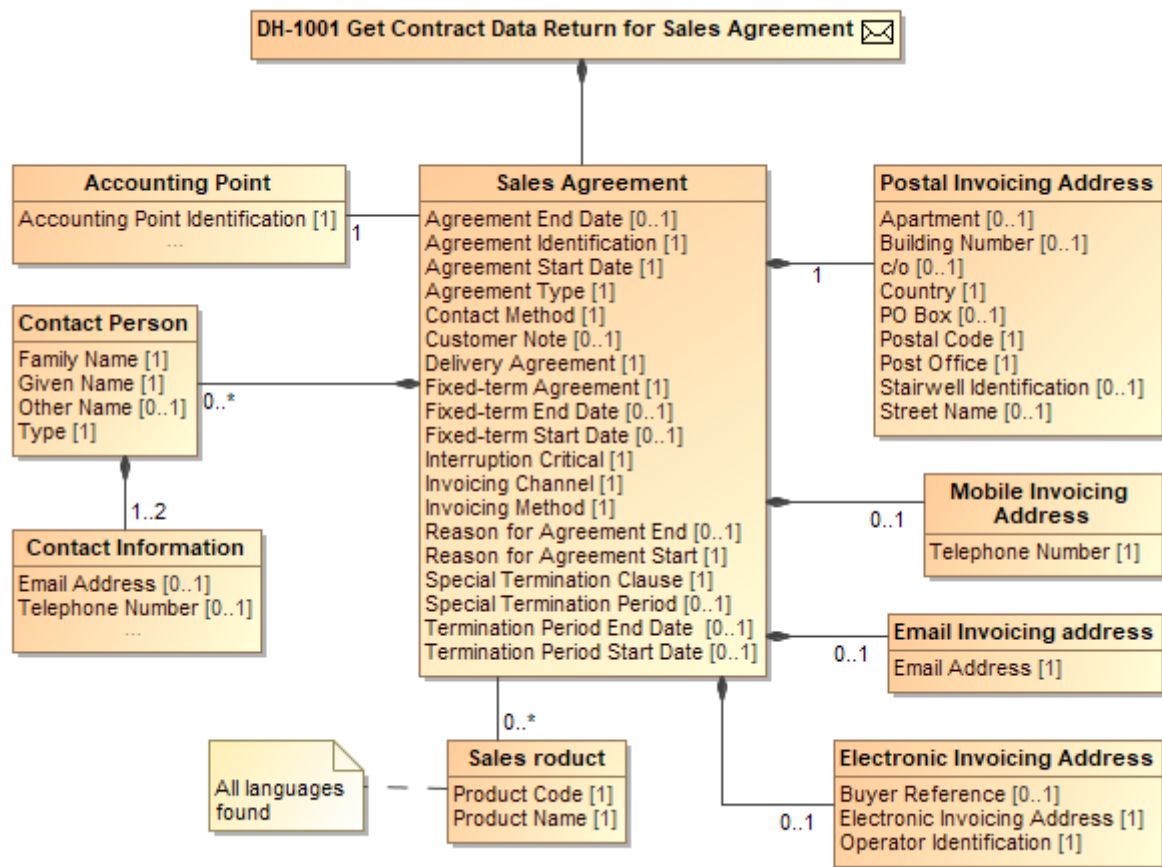 DH-1001 Get Contract Data Return for Sales Agreement
Accounting Point
Accounting Point Identification [1]
...
1
Sales Agreement
Agreement End Date [0..1]
Agreement Identification [1]
Agreement Start Date [1]
Agreement Type [1]
Contact Method [1]
Customer Note [0..1]
Delivery Agreement [1]
Fixed-term Agreement [1]
Fixed-term End Date [0..1]
Fixed-term Start Date [0..1]
Interruption Critical [1]
Invoicing Channel [1]
Invoicing Method [1]
Reason for Agreement End [0..1]
Reason for Agreement Start [1]
Special Termination Clause [1]
Special Termination Period [0..1]
Termination Period End Date [0..1]
Termination Period Start Date [0..1]
Postal Invoicing Address
Apartment [0..1]
Building Number [0..1]
c/o [0..1]
Country [1]
PO Box [0..1]
Postal Code [1]
Post Office [1]
Stairwell Identification [0..1]
Street Name [0..1]
1
Contact Person
Family Name [1]
Given Name [1]
Other Name [0..1]
Type [1]
0..*
1..2
Contact Information
Email Address [0..1]
Telephone Number [0..1]
...
Mobile Invoicing
Address
Telephone Number [1]
0..1
Email Invoicing address
Email Address [1]
0..1
0..*
Sales roduct
Product Code [1]
Product Name [1]
All languages
found
Electronic Invoicing Address
Buyer Reference [0..1]
Electronic Invoicing Address [1]
Operator Identification [1]
0..1